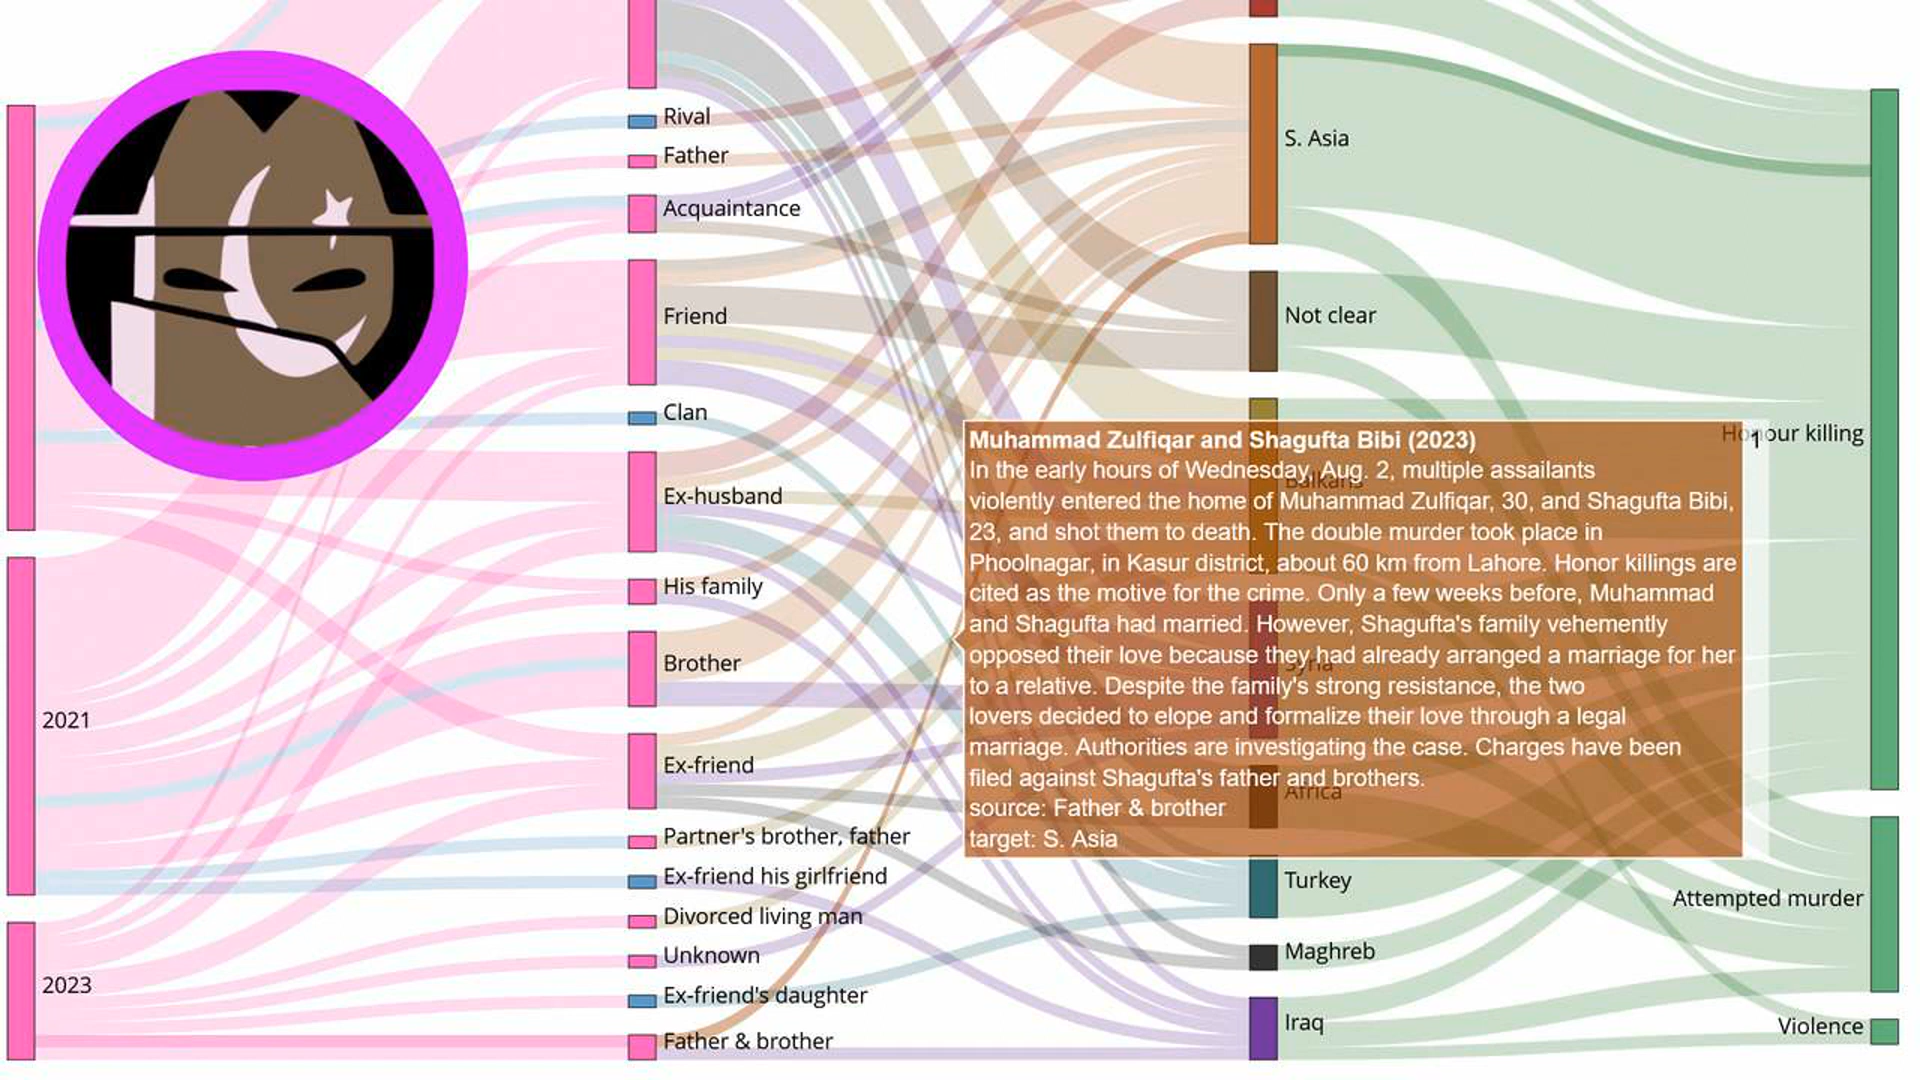 Rival
Father
Acquaintance
Friend
Clan
Ex-husband
His family
Brother
Ex-friend
Partner's brother, father
Ex-friend his girlfriend
Divorced living man
Unknown
Ex-friend's daughter
Father & brother
2021
2023
S. Asia
Not clear
Balkans
Syria
Africa
Turkey
Maghreb
Iraq
Muhammad Zulfiqar and Shagufta Bibi (2023)
In the early hours of Wednesday, Aug. 2, multiple assailants
violently entered the home of Muhammad Zulfiqar, 30, and Shagufta Bibi,
23, and shot them to death. The double murder took place in
Phoolnagar, in Kasur district, about 60 km from Lahore. Honor killings are
cited as the motive for the crime. Only a few weeks before, Muhammad
and Shagufta had married. However, Shagufta's family vehemently
opposed their love because they had already arranged a marriage for her
to a relative. Despite the family's strong resistance, the two
lovers decided to elope and formalize their love through a legal
marriage. Authorities are investigating the case. Charges have been
filed against Shagufta's father and brothers.
source: Father & brother
target: S. Asia
1
Honour killing
Attempted murder
Violence